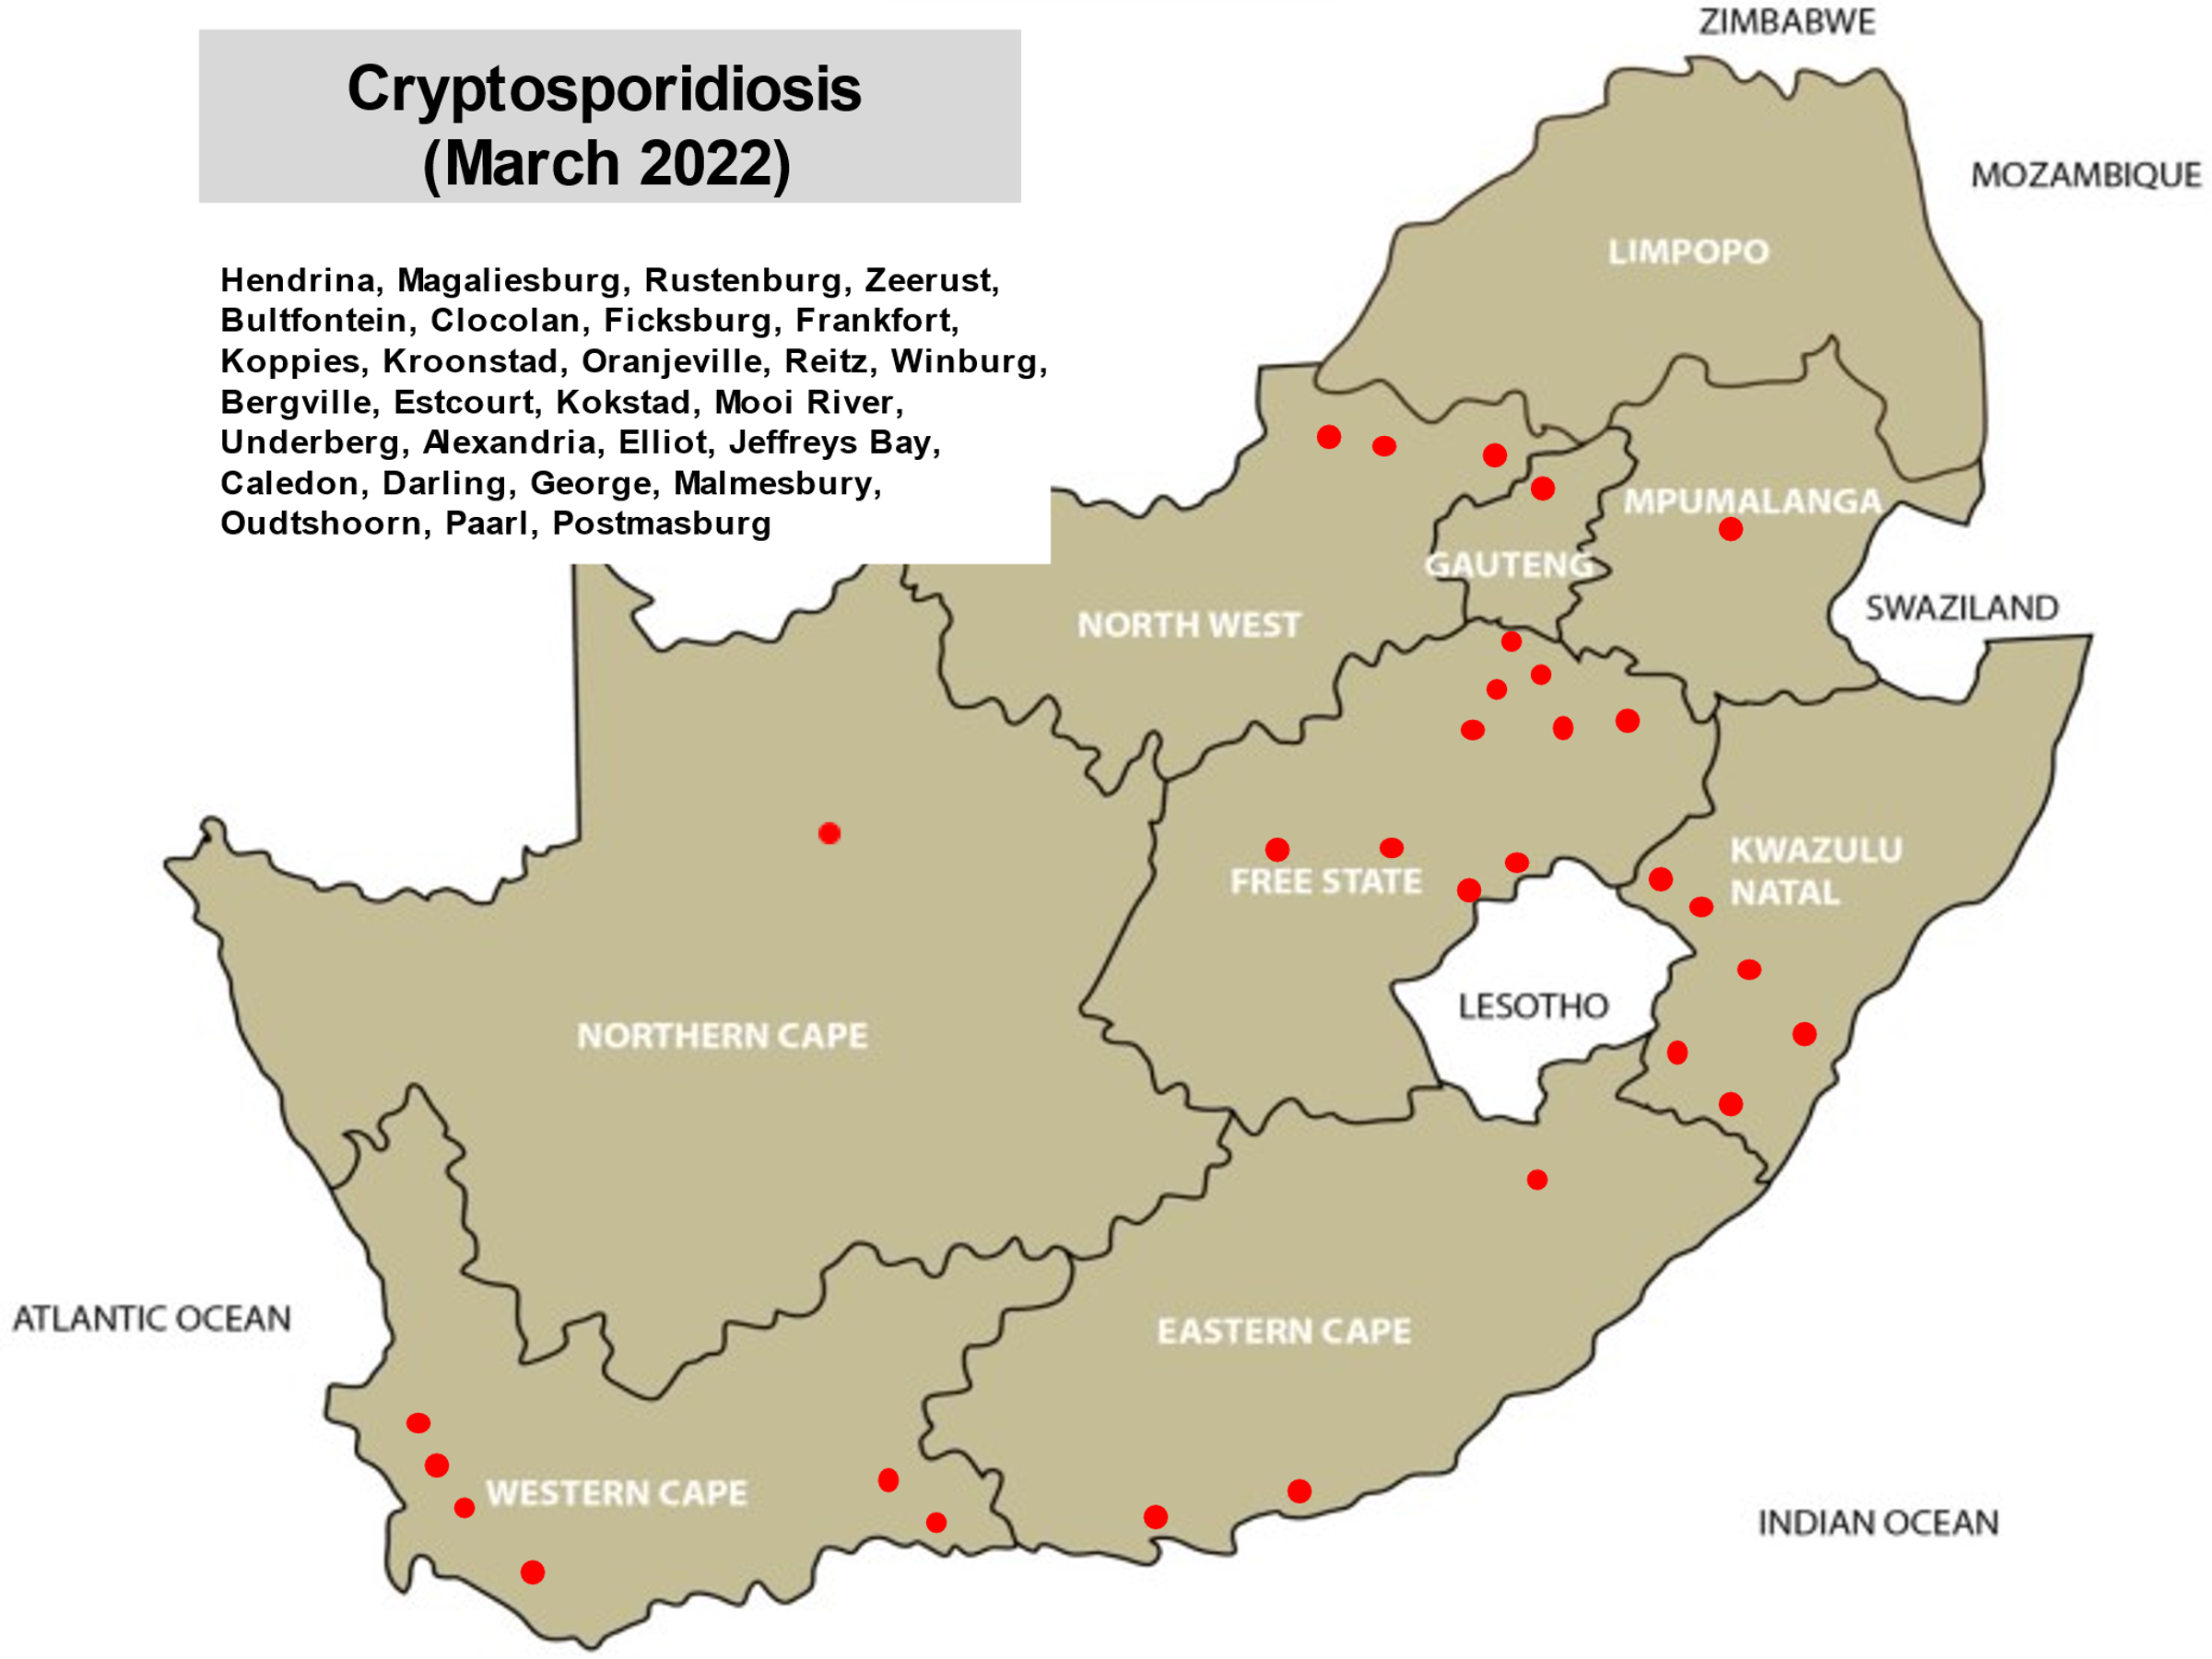 ZIMBABWE
Cryptosporidiosis
(March 2022)
MOZAMBIQUE
LIMPOPO
Hendrina, Magaliesburg, Rustenburg, Zeerust,
Bultfontein, Clocolan, Ficksburg, Frankfort,
Koppies, Kroonstad, Oranjeville, Reitz, Winburg,
Bergville, Estcourt, Kokstad, Mooi River,
Underberg, Alexandria, Elliot, Jeffreys Bay,
Caledon, Darling, George, Malmesbury,
Oudtshoorn, Paarl, Postmasburg
MPUMALANGA
GAUTENG
SWAZILAND
NORTH WEST
KWAZULU
NATAL
FREE STATE
LESOTHO
NORTHERN CAPE
ATLANTIC OCEAN
EASTERN CAPE
WESTERN CAPE
INDIAN OCEAN